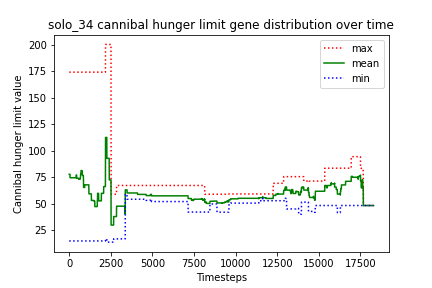 solo_34 cannibal hunger limit gene distribution over time
Cannibal hunger limit value
200
175
150
125
100
75
50
25
max
mean
min
0 2500 5000 7500 10000 12500 15000 17500
Timesteps